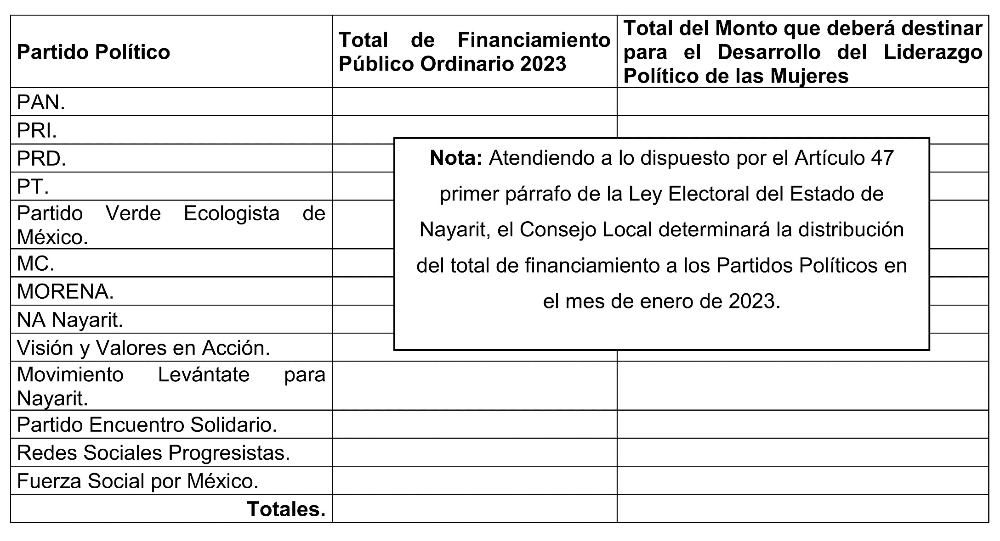 Partido Político
Total de Financiamiento
Público Ordinario 2023
Total del Monto que deberá destinar
para el Desarrollo del Liderazgo
Político de las Mujeres
PAN.
PRI.
PRD.
PT.
Partido Verde Ecologista de
México.
MC.
MORENA.
NA Nayarit.
Visión y Valores en Acción.
Movimiento Levántate para
Nayarit.
Partido Encuentro Solidario.
Redes Sociales Progresistas.
Fuerza Social por México.
Totales.
Nota: Atendiendo a lo dispuesto por el Artículo 47
primer párrafo de la Ley Electoral del Estado de
Nayarit, el Consejo Local determinará la distribución
del total de financiamiento a los Partidos Políticos en
el mes de enero de 2023.